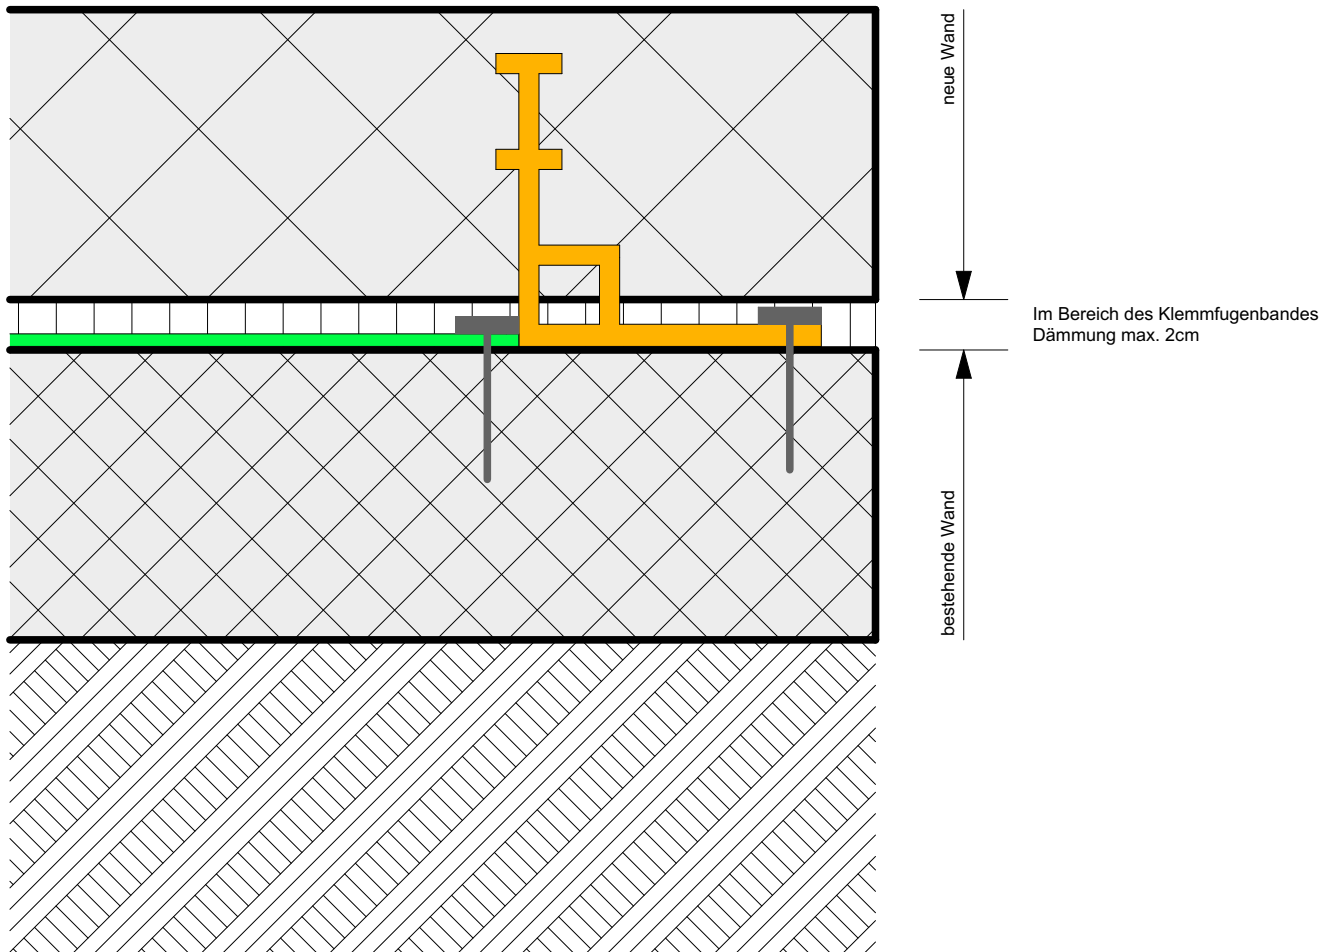 neue Wand
Im Bereich des Klemmfugenbandes
Dämmung max. 2cm
bestehende Wand